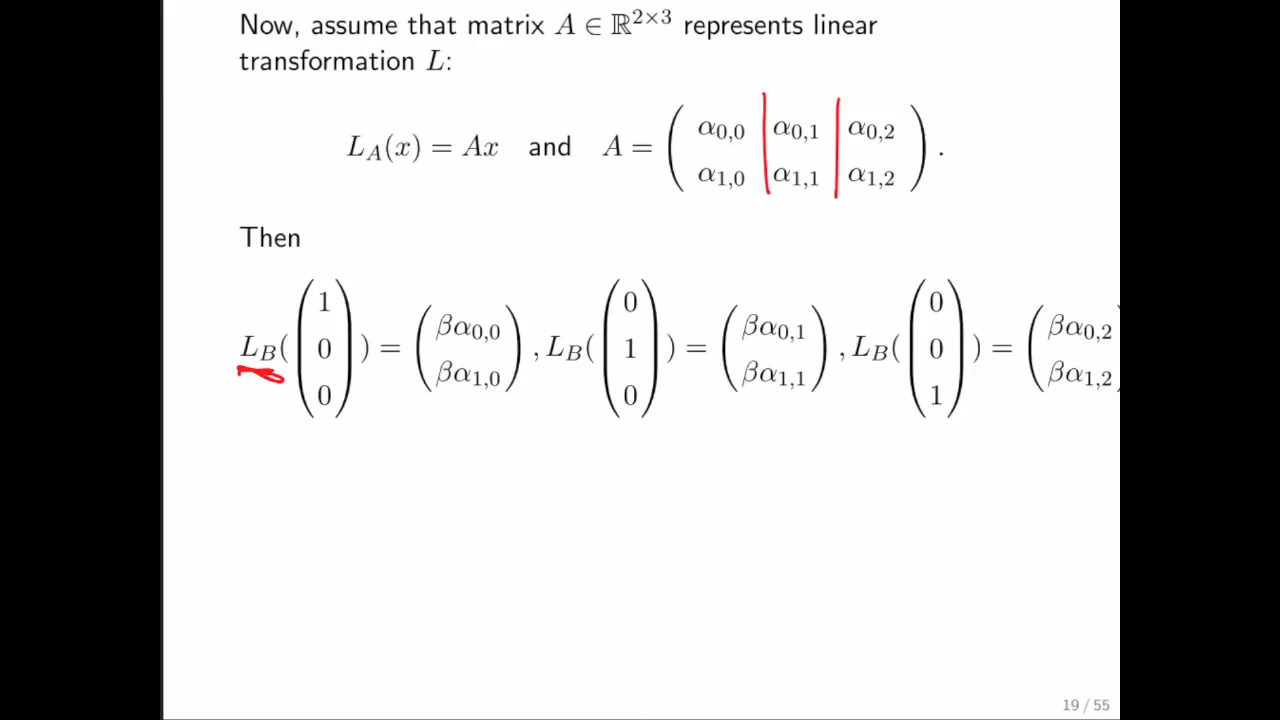 Now, assume that matrix A ∈ ℝ^{2×3} represents linear
transformation L:
L_A(x) = Ax and A = ( α_{0,0} α_{0,1} α_{0,2} ; α_{1,0} α_{1,1} α_{1,2} ) .
Then
L_B( (1 ; 0 ; 0) ) = ( βα_{0,0} ; βα_{1,0} ) , L_B( (0 ; 1 ; 0) ) = ( βα_{0,1} ; βα_{1,1} ) , L_B( (0 ; 0 ; 1) ) = ( βα_{0,2} ; βα_{1,2}
19 / 55